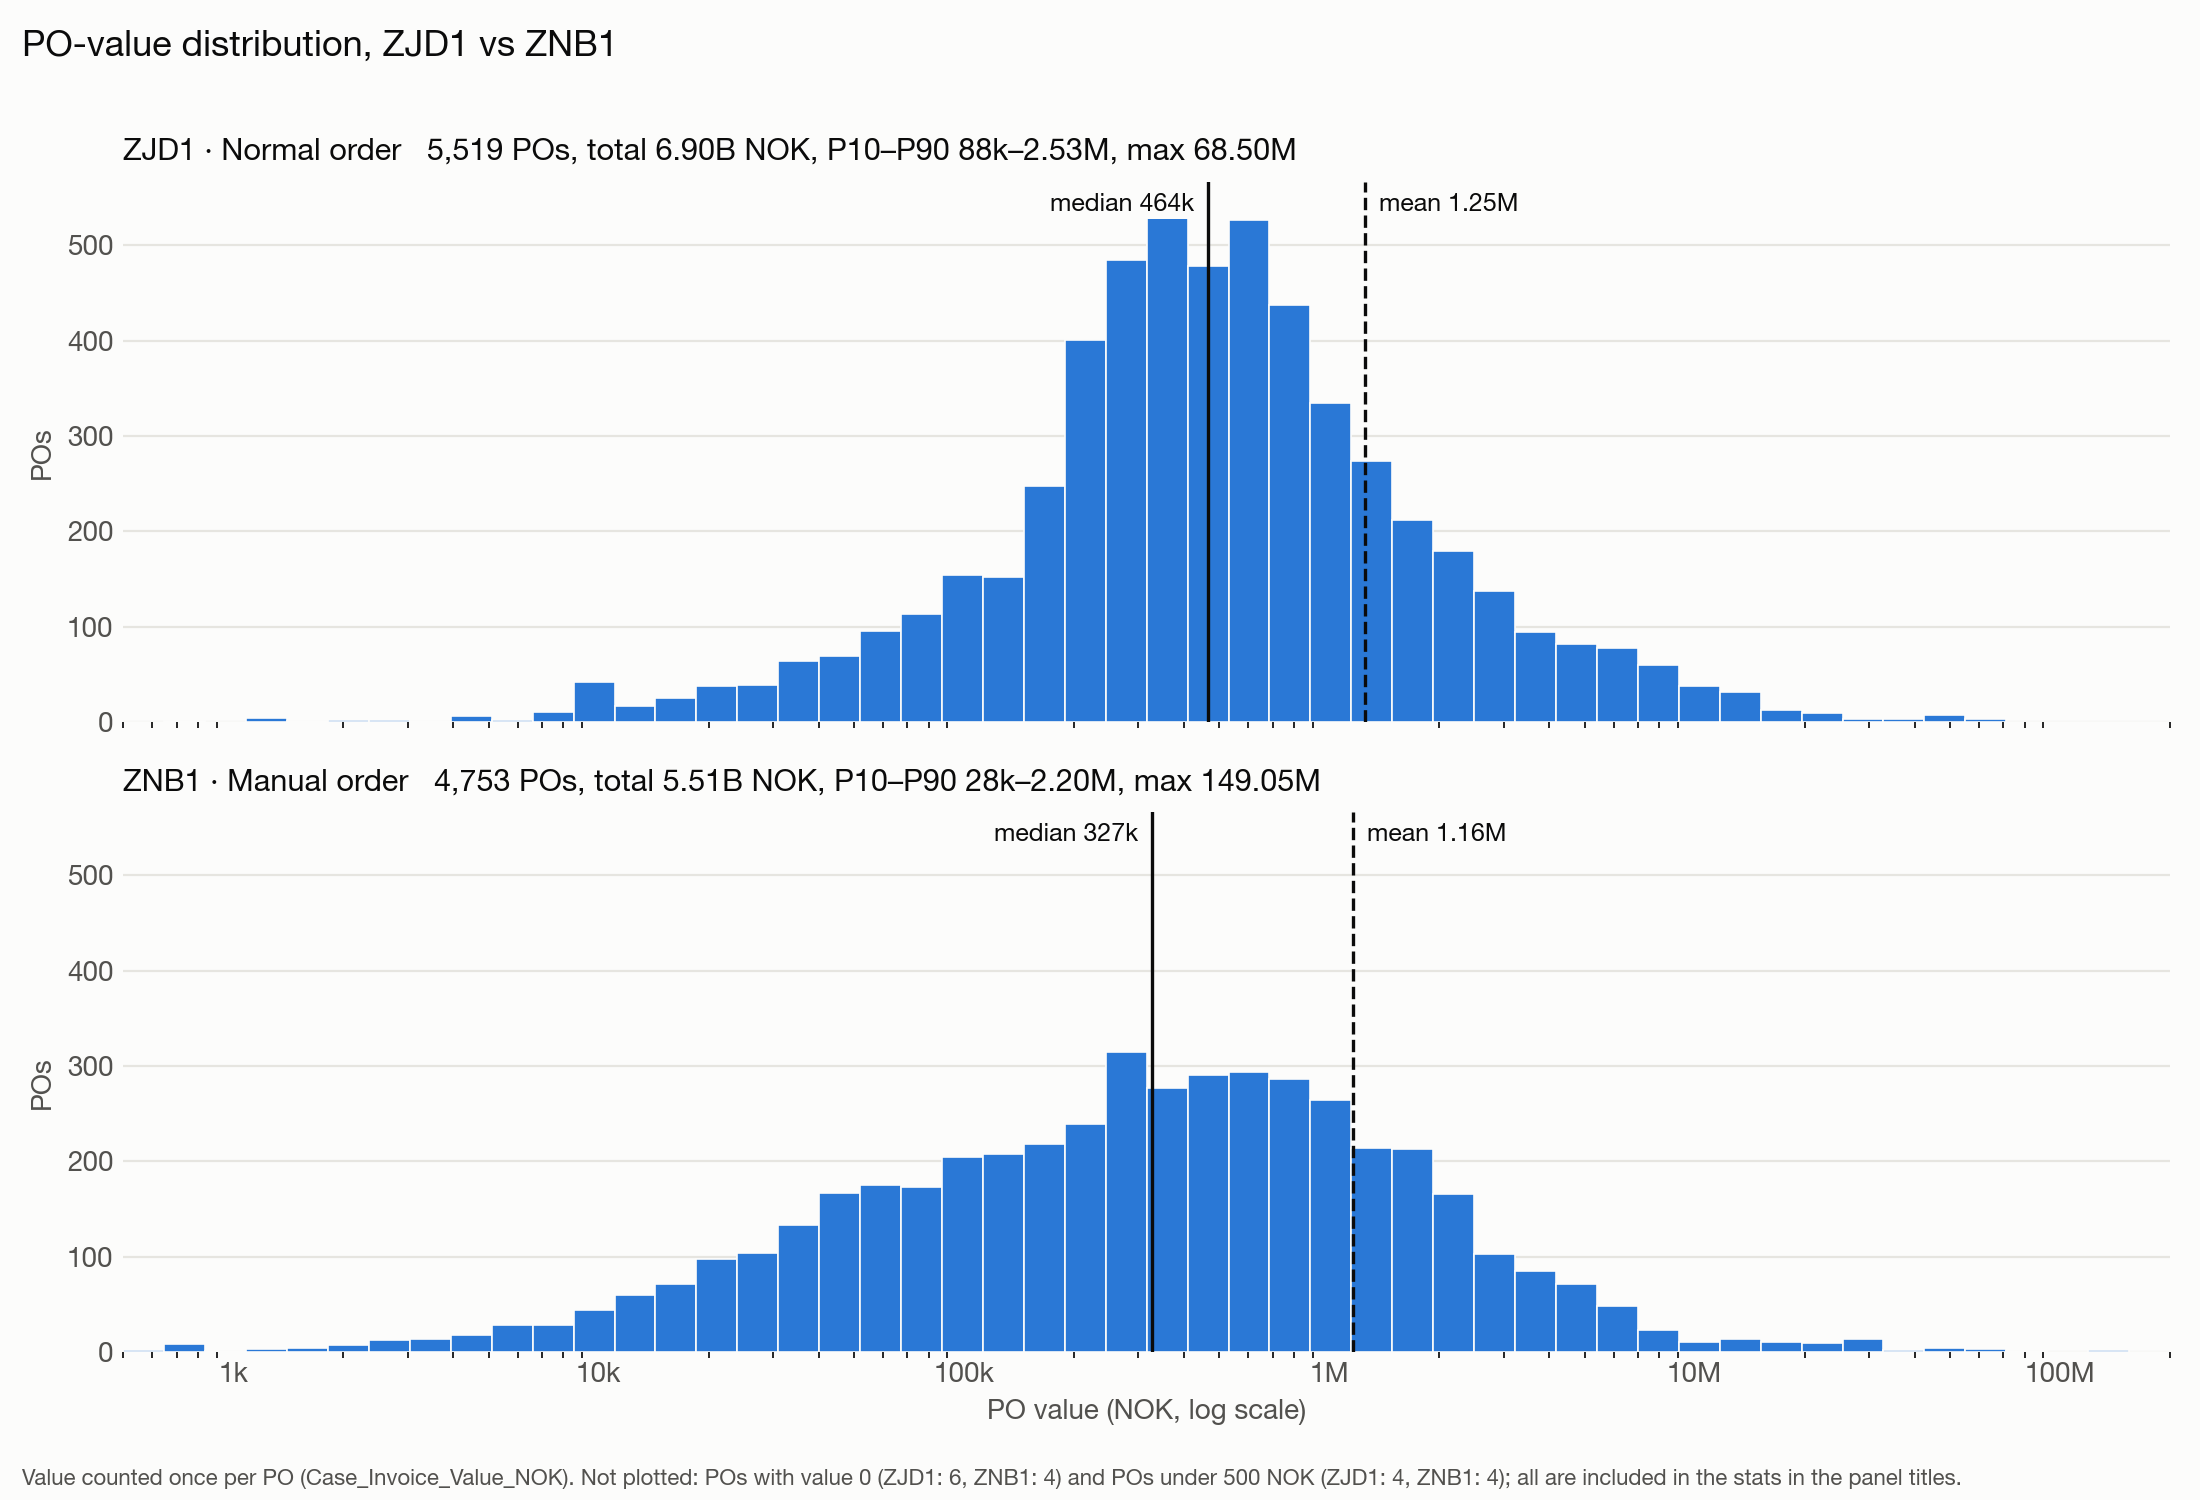 PO-value distribution, ZJD1 vs ZNB1
ZJD1 · Normal order   5,519 POs, total 6.90B NOK, P10–P90 88k–2.53M, max 68.50M
median 464k
mean 1.25M
500
400
300
200
100
0
POs
ZNB1 · Manual order   4,753 POs, total 5.51B NOK, P10–P90 28k–2.20M, max 149.05M
median 327k
mean 1.16M
500
400
300
200
100
0
POs
1k 10k 100k 1M 10M 100M
PO value (NOK, log scale)
Value counted once per PO (Case_Invoice_Value_NOK). Not plotted: POs with value 0 (ZJD1: 6, ZNB1: 4) and POs under 500 NOK (ZJD1: 4, ZNB1: 4); all are included in the stats in the panel titles.